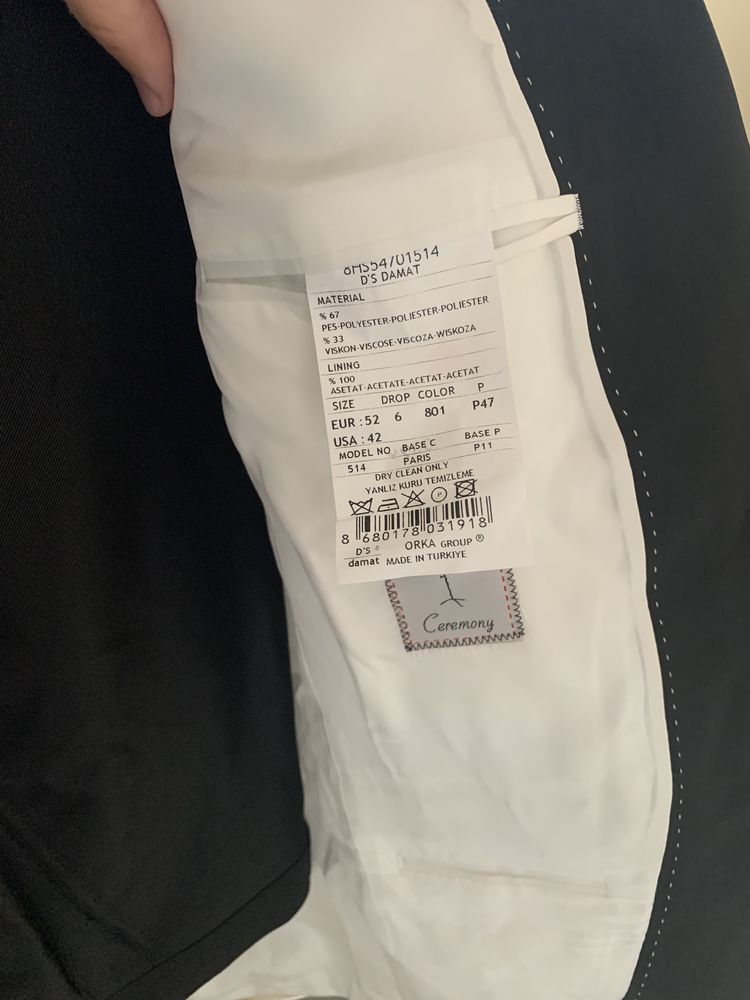 8HS54701514
D'S DAMAT
MATERIAL
% 67
PES-POLYESTER-POLIESTER-POLIESTER
% 33
VISKON-VISCOSE-VISCOZA-WISKOZA
LINING
% 100
ASETAT-ACETATE-ACETAT-ACETAT
SIZE DROP COLOR P
EUR : 52 6 801 P47
USA : 42
MODEL NO BASE C BASE P
514 PARIS P11
DRY CLEAN ONLY
YANLIZ KURU TEMIZLEME
P
8 680178 031918
D'S damat ORKA GROUP ®
MADE IN TURKIYE
Ceremony